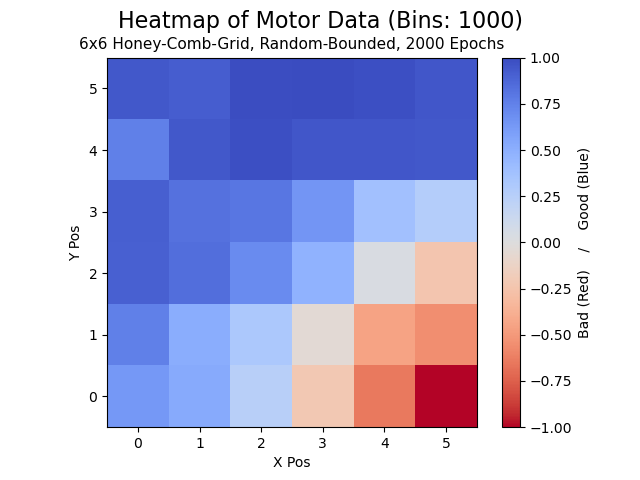 Heatmap of Motor Data (Bins: 1000)
6x6 Honey-Comb-Grid, Random-Bounded, 2000 Epochs
5
4
3
2
1
0
Y Pos
0 1 2 3 4 5
X Pos
1.00
0.75
0.50
0.25
0.00
−0.25
−0.50
−0.75
−1.00
Bad (Red) / Good (Blue)